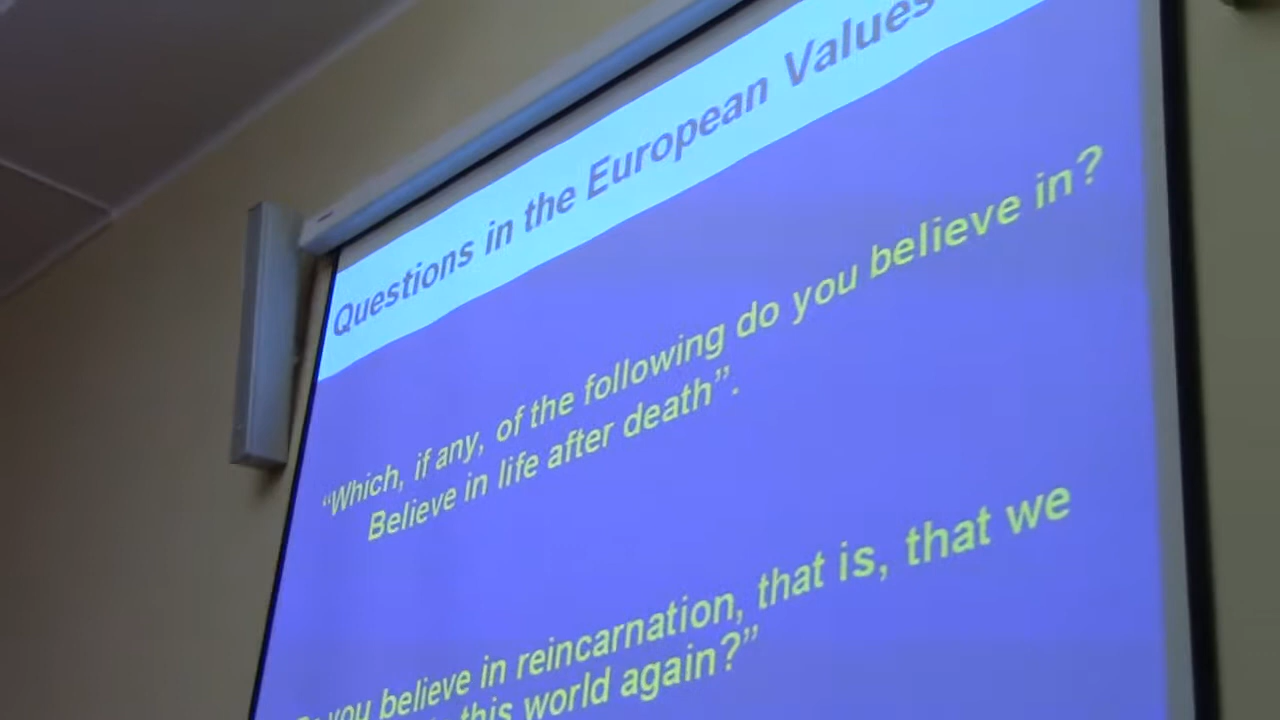 Questions in the European Values
“Which, if any, of the following do you believe in?
Believe in life after death”.
you believe in reincarnation, that is, that we
this world again?”